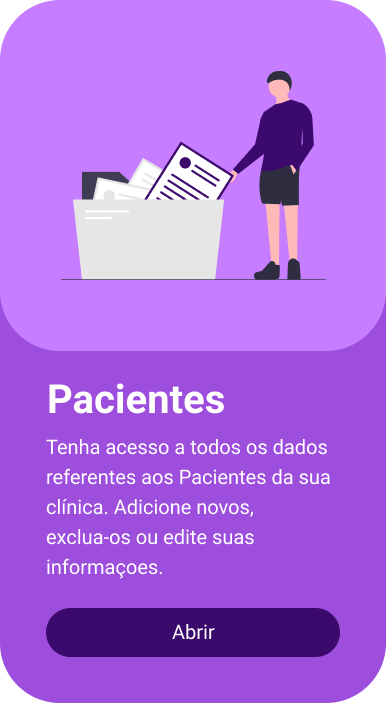 Pacientes
Tenha acesso a todos os dados
referentes aos Pacientes da sua
clínica. Adicione novos,
exclua-os ou edite suas
informaçoes.
Abrir